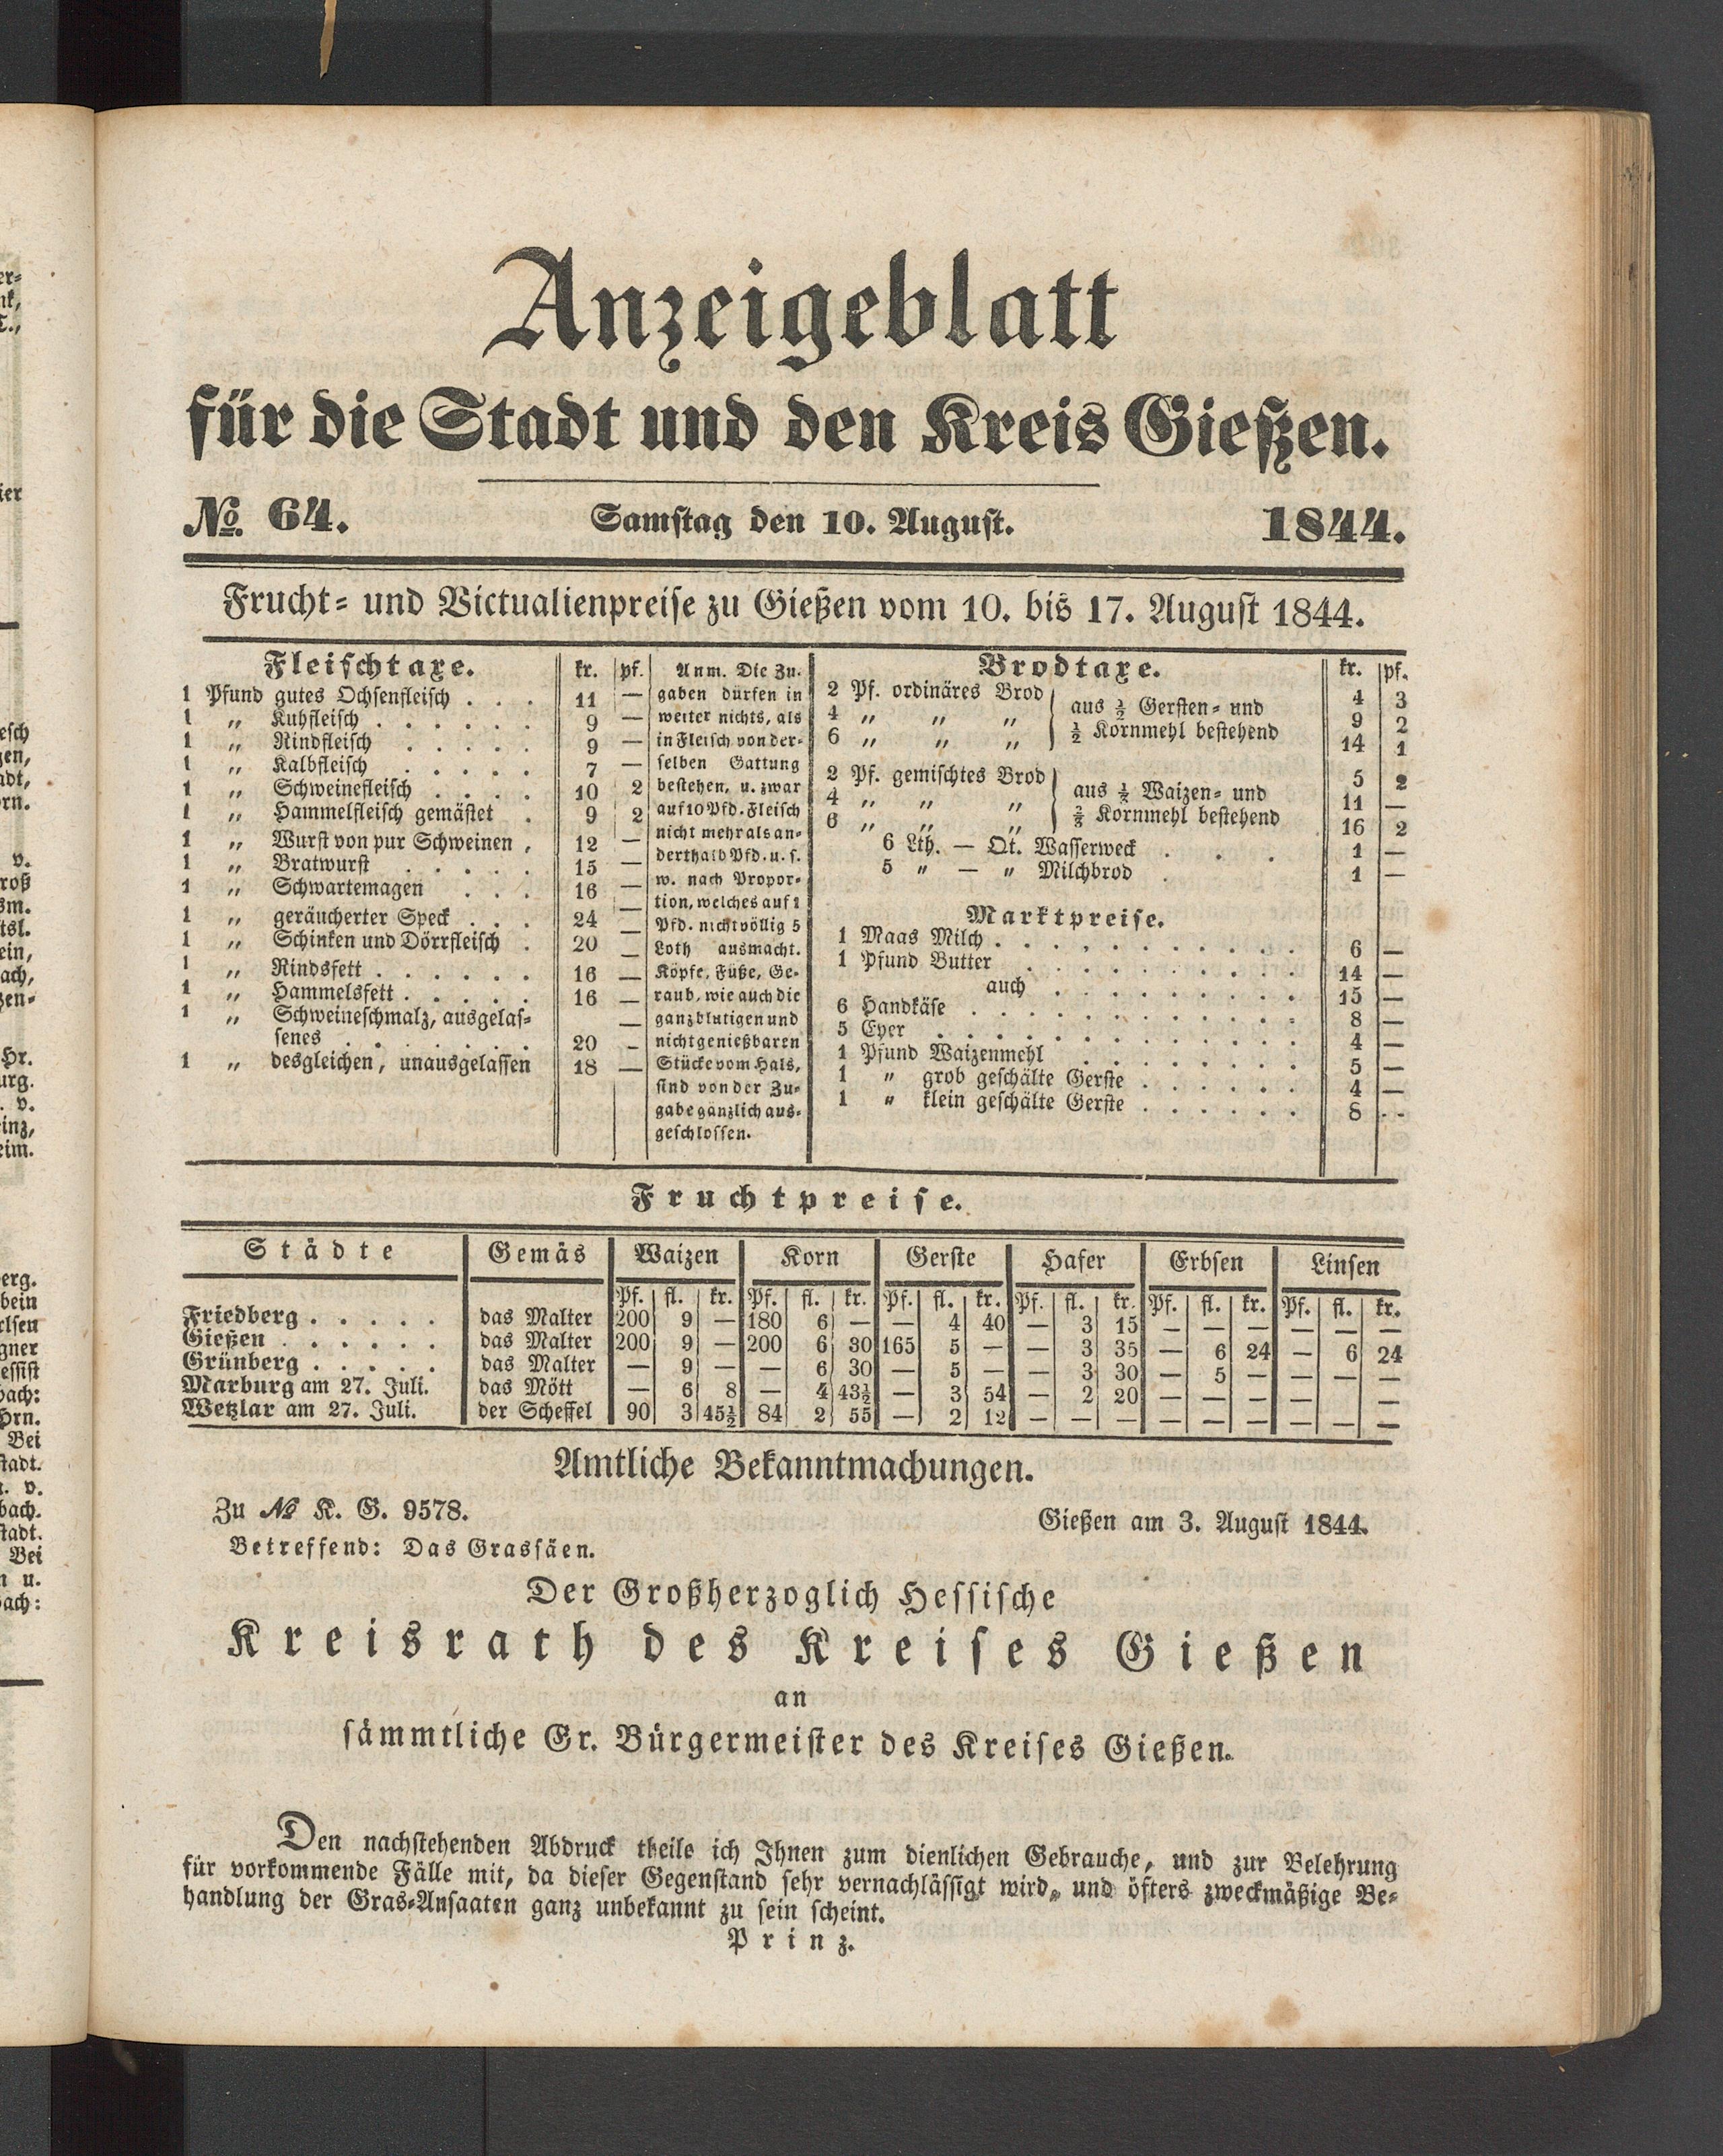 Anzeigeblatt
für die Stadt und den Kreis Gießen.
№ 64. Samstag den 10. August. 1844.
Frucht- und Victualienpreise zu Gießen vom 10. bis 17. August 1844.
Fleischtaxe. kr. pf.
1 Pfund gutes Ochsenfleisch . . . 11 —
1 „ Kuhfleisch . . . . . . 9 —
1 „ Rindfleisch . . . . . 9 —
1 „ Kalbfleisch . . . . . 7 —
1 „ Schweinefleisch . . . . 10 2
1 „ Hammelfleisch gemästet . 9 2
1 „ Wurst von pur Schweinen , 12 —
1 „ Bratwurst . . . . . 15 —
1 „ Schwartemagen . . . 16 —
1 „ geräucherter Speck . . . 24 —
1 „ Schinken und Dörrfleisch . 20 —
1 „ Rindsfett . . . . . . 16 —
1 „ Hammelsfett . . . . . 16 —
1 „ Schweineschmalz, ausgelas- —
senes . . . . . . . 20 -
1 „ desgleichen, unausgelassen 18 —
Anm. Die Zu-
gaben dürfen in
weiter nichts, als
in Fleisch von der-
selben Gattung
bestehen, u. zwar
auf 10 Pfd. Fleisch
nicht mehr als an-
derthalb Pfd. u. s.
w. nach Propor-
tion, welches auf 1
Pfd. nicht völlig 5
Loth ausmacht.
Köpfe, Füße, Ge-
raub, wie auch die
ganz blutigen und
nicht genießbaren
Stücke vom Hals,
sind von der Zu-
gabe gänzlich aus-
geschlossen.
Brodtaxe. kr. pf.
2 Pf. ordinäres Brod 4 3
4 „ „ „ aus ½ Gersten- und 9 2
6 „ „ „ ½ Kornmehl bestehend 14 1
2 Pf. gemischtes Brod 5 2
4 „ „ „ aus ⅓ Waizen- und 11 —
6 „ „ „ ⅔ Kornmehl bestehend 16 2
6 Lth. — Qt. Wasserweck . . . 1 —
5 „ — „ Milchbrod . . . 1 —
Marktpreise.
1 Maas Milch . . . . . . . . . . . 6 —
1 Pfund Butter . . . . . . . . . . 14 —
auch . . . . . . . . . 15 —
6 Handkäse . . . . . . . . . . . . 8 —
5 Eyer . . . . . . . . . . . . . 4 —
1 Pfund Waizenmehl . . . . . . . . 5 —
1 „ grob geschälte Gerste . . . . . . 4 —
1 „ klein geschälte Gerste . . . . . . 8 - -
Fruchtpreise.
Städte Gemäs Waizen Korn Gerste Hafer Erbsen Linsen
Pf. fl. kr. Pf. fl. kr. Pf. fl. kr. Pf. fl. kr. Pf. fl. kr. Pf. fl. kr.
Friedberg . . . . . das Malter 200 9 — 180 6 — — 4 40 — 3 15 — — — — — —
Gießen . . . . . . das Malter 200 9 — 200 6 30 165 5 — — 3 35 — 6 24 — 6 24
Grünberg . . . . . das Malter — 9 — — 6 30 — 5 — — 3 30 — 5 — — — —
Marburg am 27. Juli. das Mött — 6 8 — 4 43½ — 3 54 — 2 20 — — — — — —
Wetzlar am 27. Juli. der Scheffel 90 3 45½ 84 2 55 — 2 12 — — — — — — — — —
Amtliche Bekanntmachungen.
Zu № K. G. 9578. Gießen am 3. August 1844.
Betreffend: Das Grassäen.
Der Großherzoglich Hessische
Kreisrath des Kreises Gießen
an
sämmtliche Gr. Bürgermeister des Kreises Gießen.
Den nachstehenden Abdruck theile ich Ihnen zum dienlichen Gebrauche, und zur Belehrung
für vorkommende Fälle mit, da dieser Gegenstand sehr vernachlässigt wird, und öfters zweckmäßige Be-
handlung der Gras-Ansaaten ganz unbekannt zu sein scheint.
Prinz.